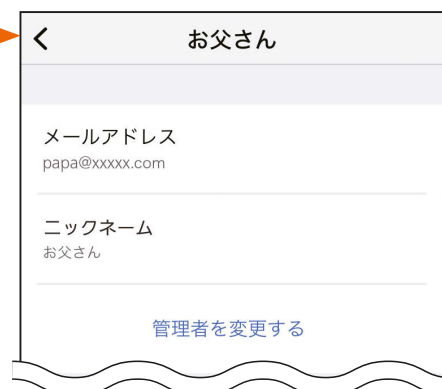 お父さん
メールアドレス
papa@xxxxx.com
ニックネーム
お父さん
管理者を変更する